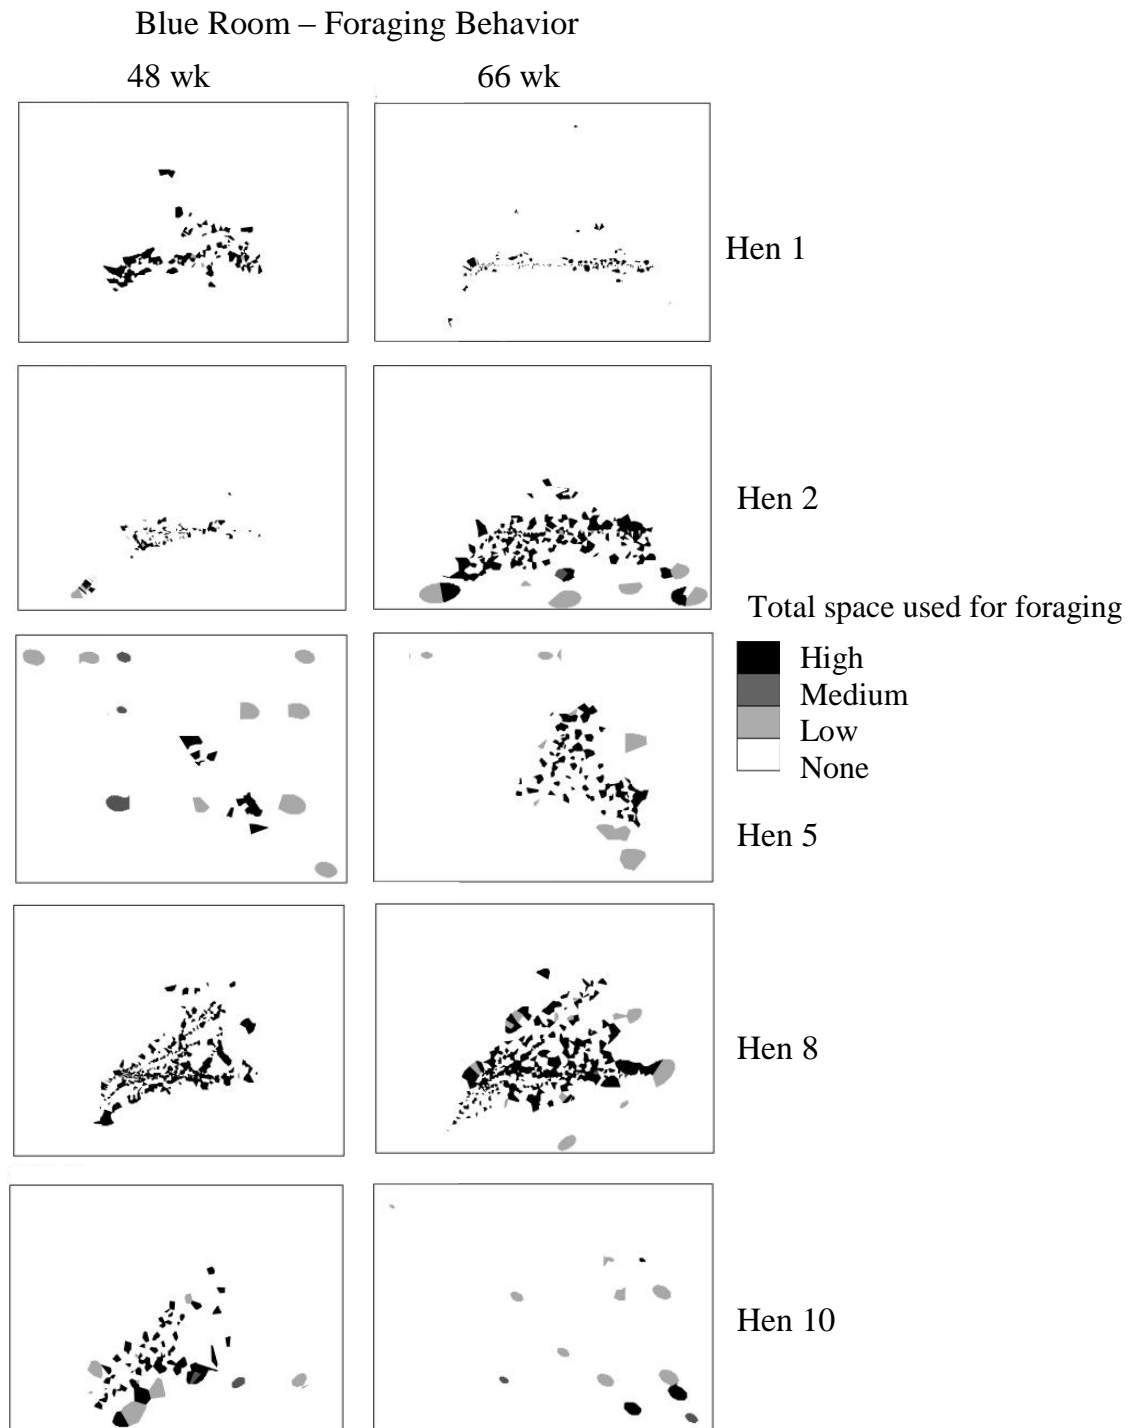 Blue Room – Foraging Behavior
48 wk
66 wk
Hen 1
Hen 2
Total space used for foraging
High
Medium
Low
None
Hen 5
Hen 8
Hen 10